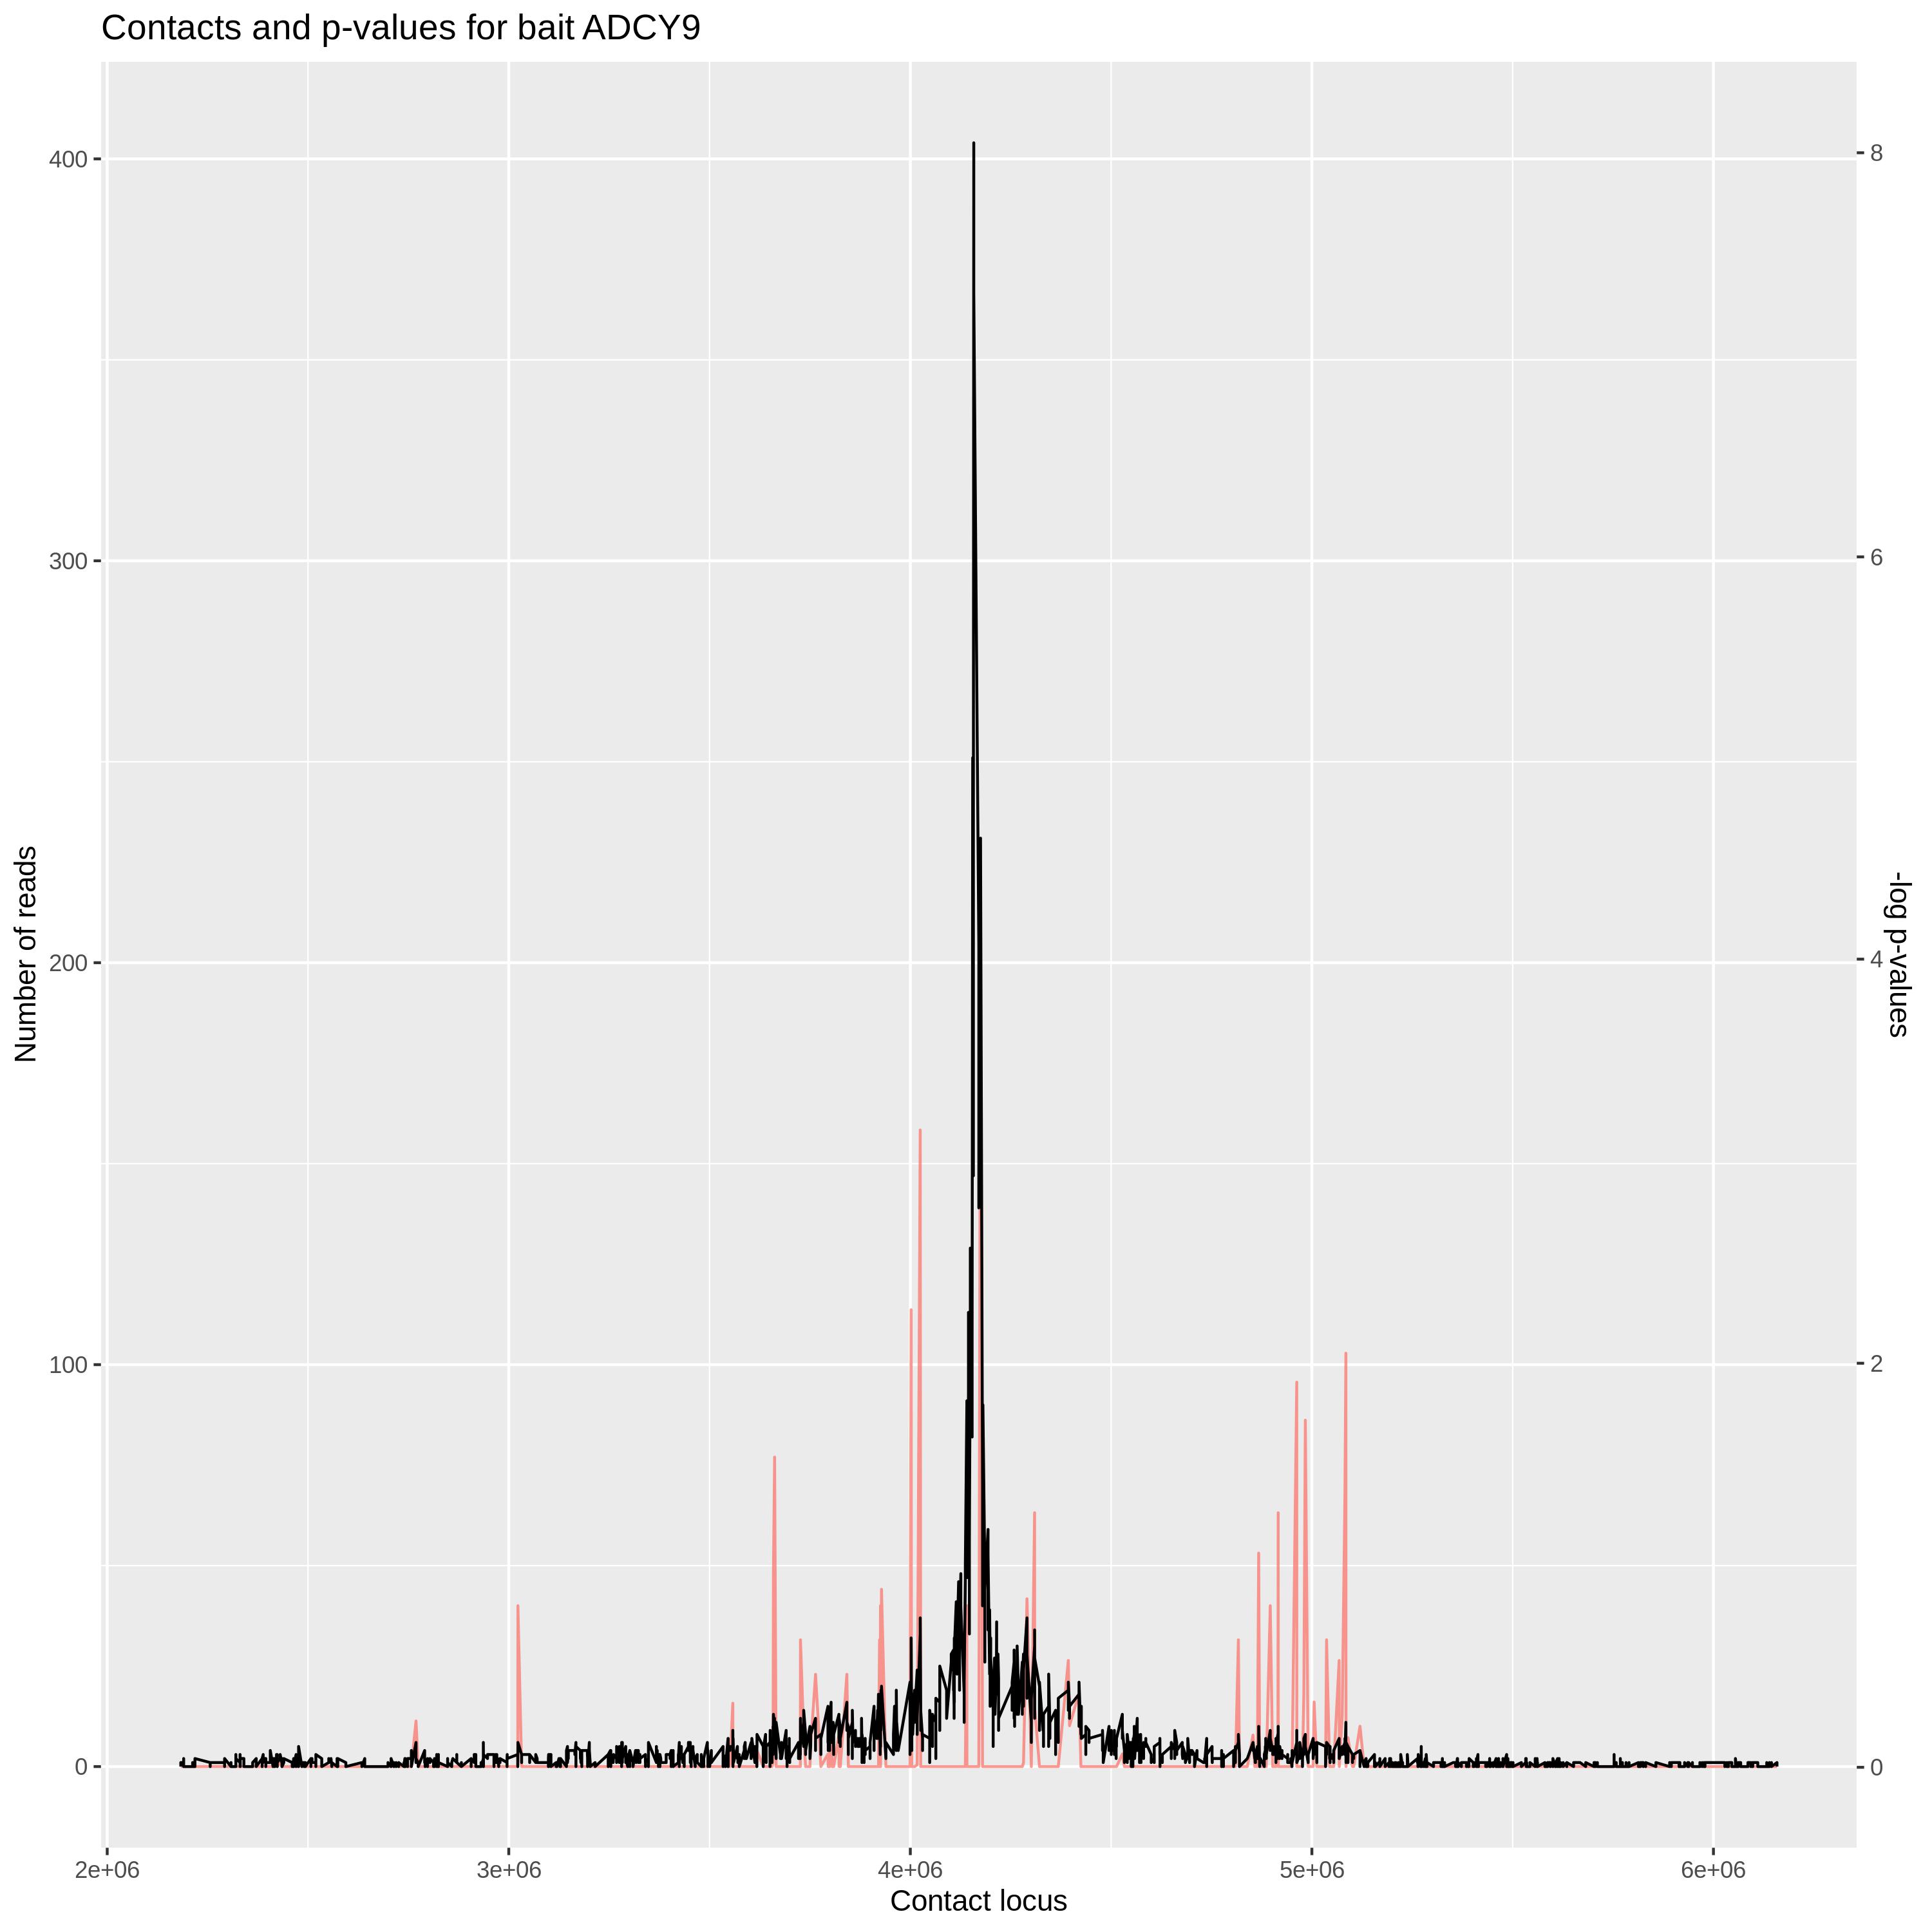 Contacts and p-values for bait ADCY9
400
300
200
100
0
8
6
4
2
0
Number of reads
-log p-values
2e+06
3e+06
4e+06
5e+06
6e+06
Contact locus